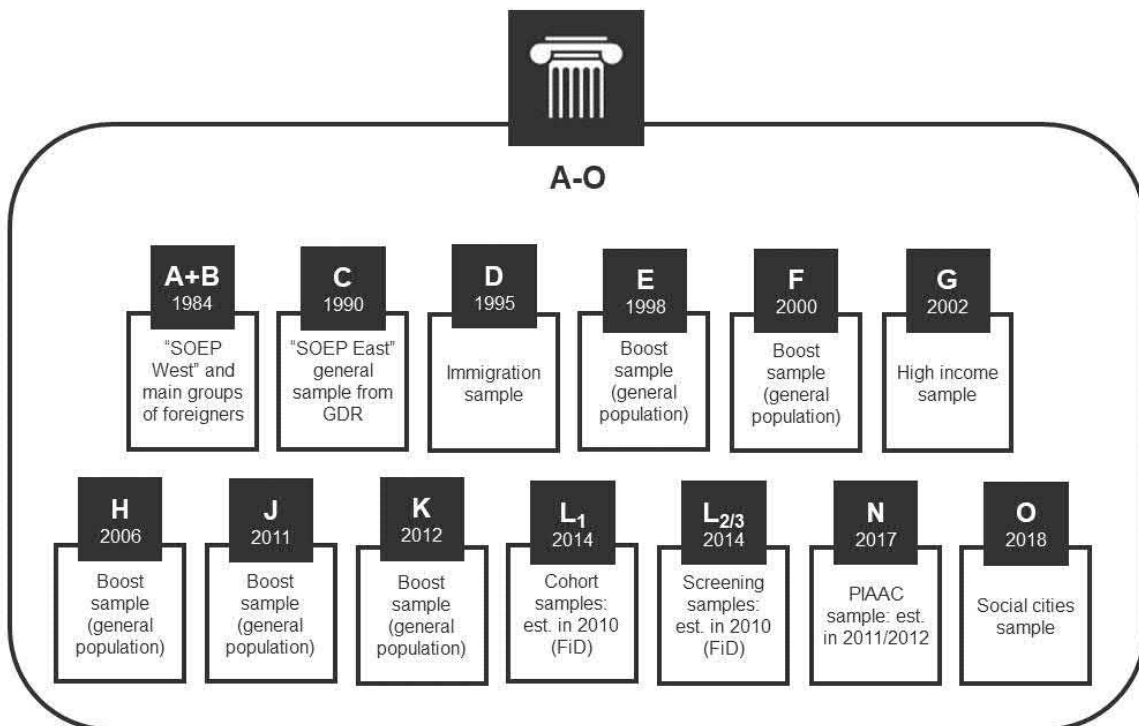 A-O
A+B
1984
“SOEP
West” and
main groups
of foreigners
C
1990
“SOEP East”
general
sample from
GDR
D
1995
Immigration
sample
E
1998
Boost
sample
(general
population)
F
2000
Boost
sample
(general
population)
G
2002
High income
sample
H
2006
Boost
sample
(general
population)
J
2011
Boost
sample
(general
population)
K
2012
Boost
sample
(general
population)
L1
2014
Cohort
samples:
est. in 2010
(FiD)
L2/3
2014
Screening
samples:
est. in 2010
(FiD)
N
2017
PIAAC
sample: est.
in 2011/2012
O
2018
Social cities
sample